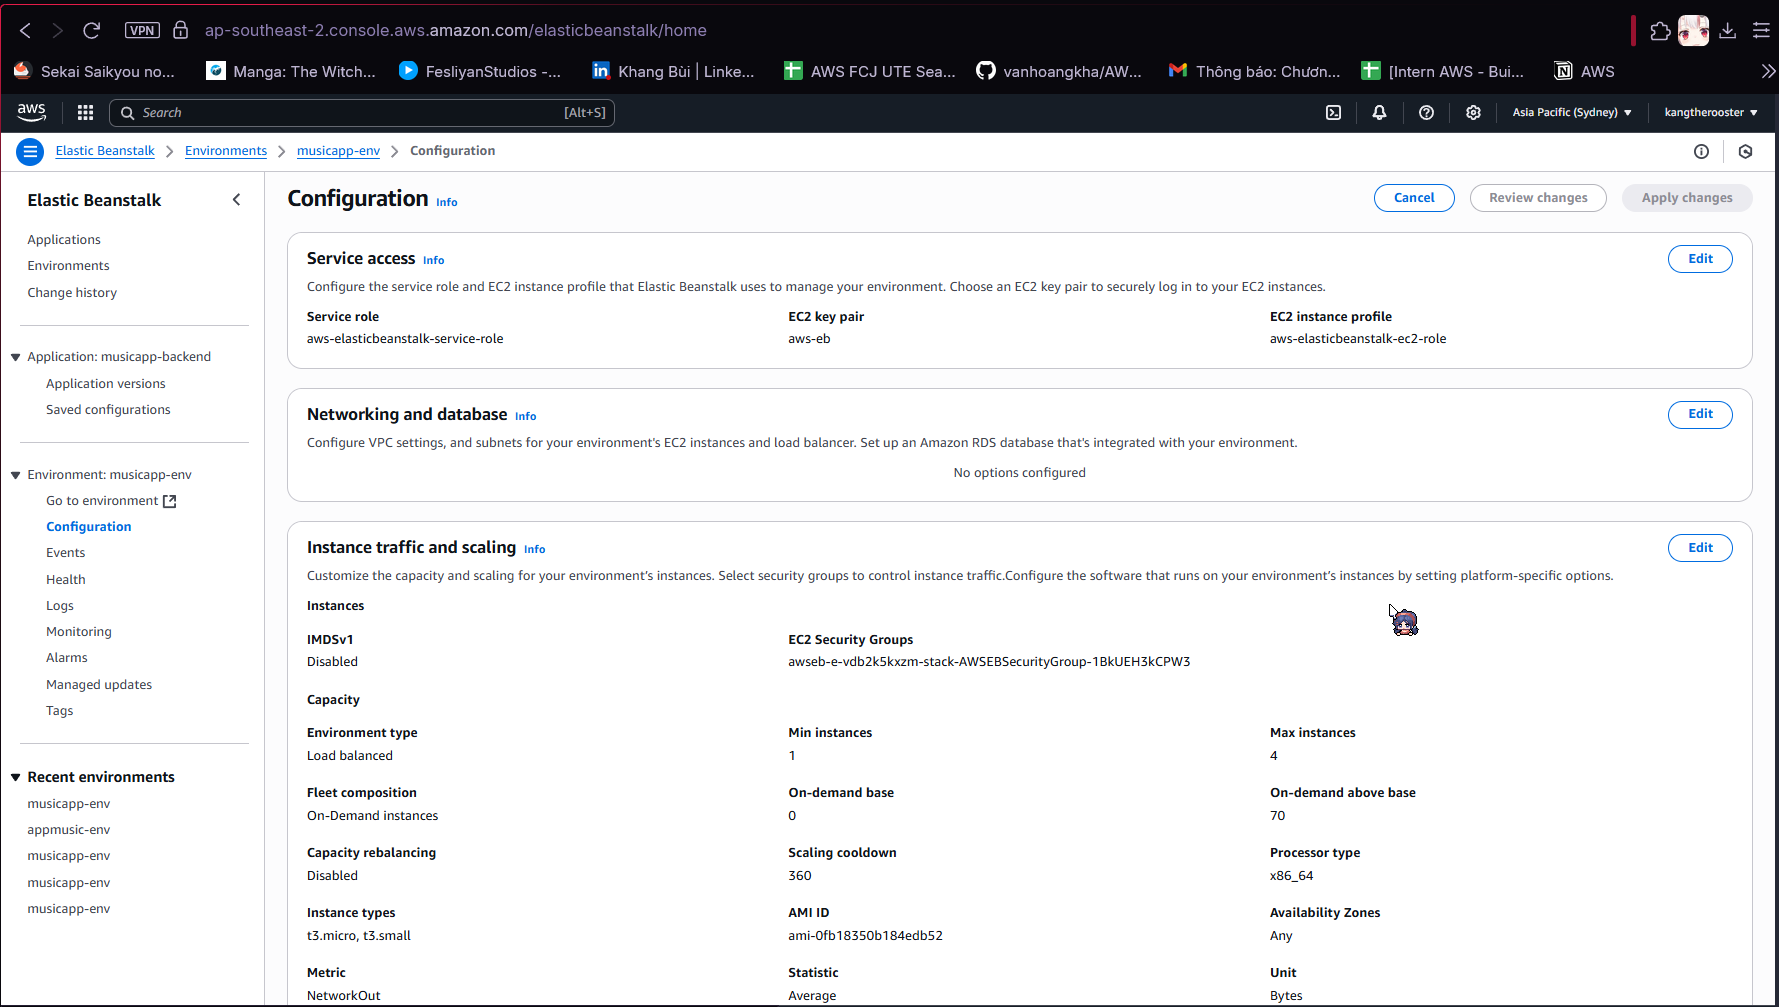 VPN
ap-southeast-2.console.aws.amazon.com/elasticbeanstalk/home
Sekai Saikyou no...
Manga: The Witch...
FesliyanStudios -...
Khang Bùi | Linke...
AWS FCJ UTE Sea...
vanhoangkha/AW...
Thông báo: Chươn...
[Intern AWS - Bui...
AWS
aws
Search
[Alt+S]
Asia Pacific (Sydney)
kangtherooster
Elastic Beanstalk
Environments
musicapp-env
Configuration
Elastic Beanstalk
Applications
Environments
Change history
Application: musicapp-backend
Application versions
Saved configurations
Environment: musicapp-env
Go to environment
Configuration
Events
Health
Logs
Monitoring
Alarms
Managed updates
Tags
Recent environments
musicapp-env
appmusic-env
musicapp-env
musicapp-env
musicapp-env
Configuration Info
Cancel
Review changes
Apply changes
Service access Info
Edit
Configure the service role and EC2 instance profile that Elastic Beanstalk uses to manage your environment. Choose an EC2 key pair to securely log in to your EC2 instances.
Service role
EC2 key pair
EC2 instance profile
aws-elasticbeanstalk-service-role
aws-eb
aws-elasticbeanstalk-ec2-role
Networking and database Info
Edit
Configure VPC settings, and subnets for your environment's EC2 instances and load balancer. Set up an Amazon RDS database that's integrated with your environment.
No options configured
Instance traffic and scaling Info
Edit
Customize the capacity and scaling for your environment's instances. Select security groups to control instance traffic.Configure the software that runs on your environment's instances by setting platform-specific options.
Instances
IMDSv1
EC2 Security Groups
Disabled
awseb-e-vdb2k5kxzm-stack-AWSEBSecurityGroup-1BkUEH3kCPW3
Capacity
Environment type
Min instances
Max instances
Load balanced
1
4
Fleet composition
On-demand base
On-demand above base
On-Demand instances
0
70
Capacity rebalancing
Scaling cooldown
Processor type
Disabled
360
x86_64
Instance types
AMI ID
Availability Zones
t3.micro, t3.small
ami-0fb18350b184edb52
Any
Metric
Statistic
Unit
NetworkOut
Average
Bytes